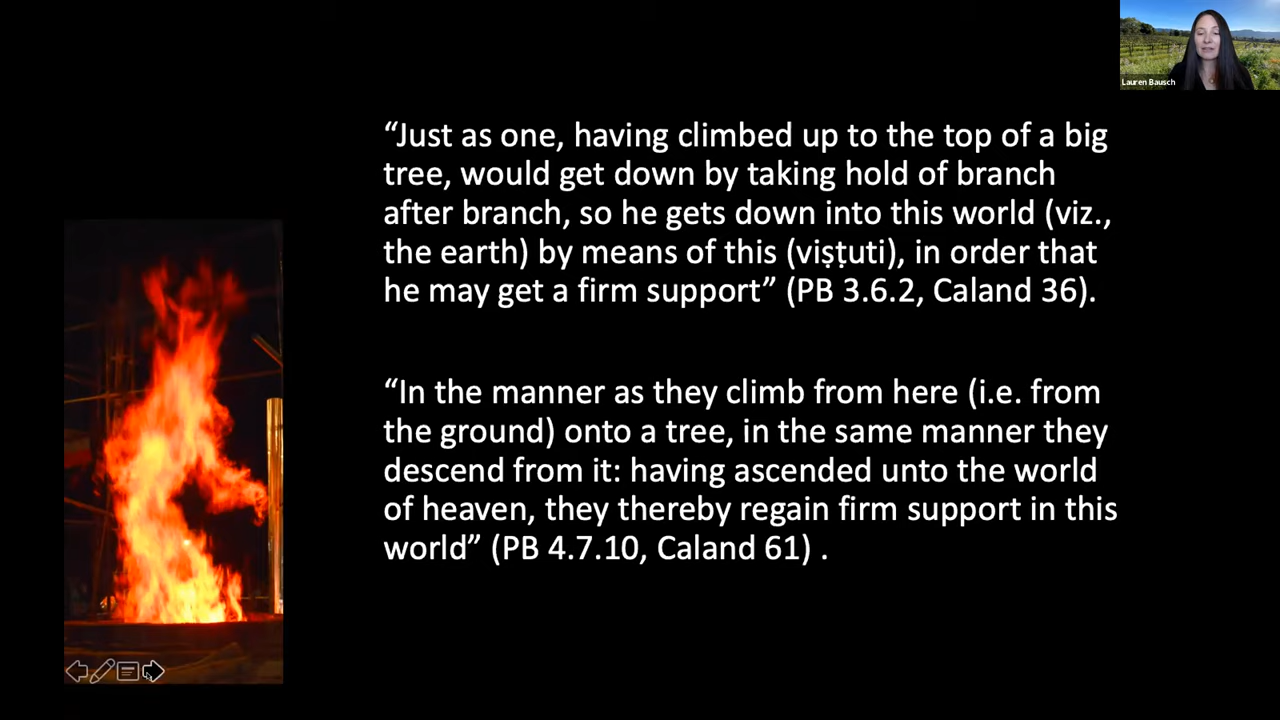 Lauren Bausch
“Just as one, having climbed up to the top of a big
tree, would get down by taking hold of branch
after branch, so he gets down into this world (viz.,
the earth) by means of this (viṣṭuti), in order that
he may get a firm support” (PB 3.6.2, Caland 36).
“In the manner as they climb from here (i.e. from
the ground) onto a tree, in the same manner they
descend from it: having ascended unto the world
of heaven, they thereby regain firm support in this
world” (PB 4.7.10, Caland 61) .